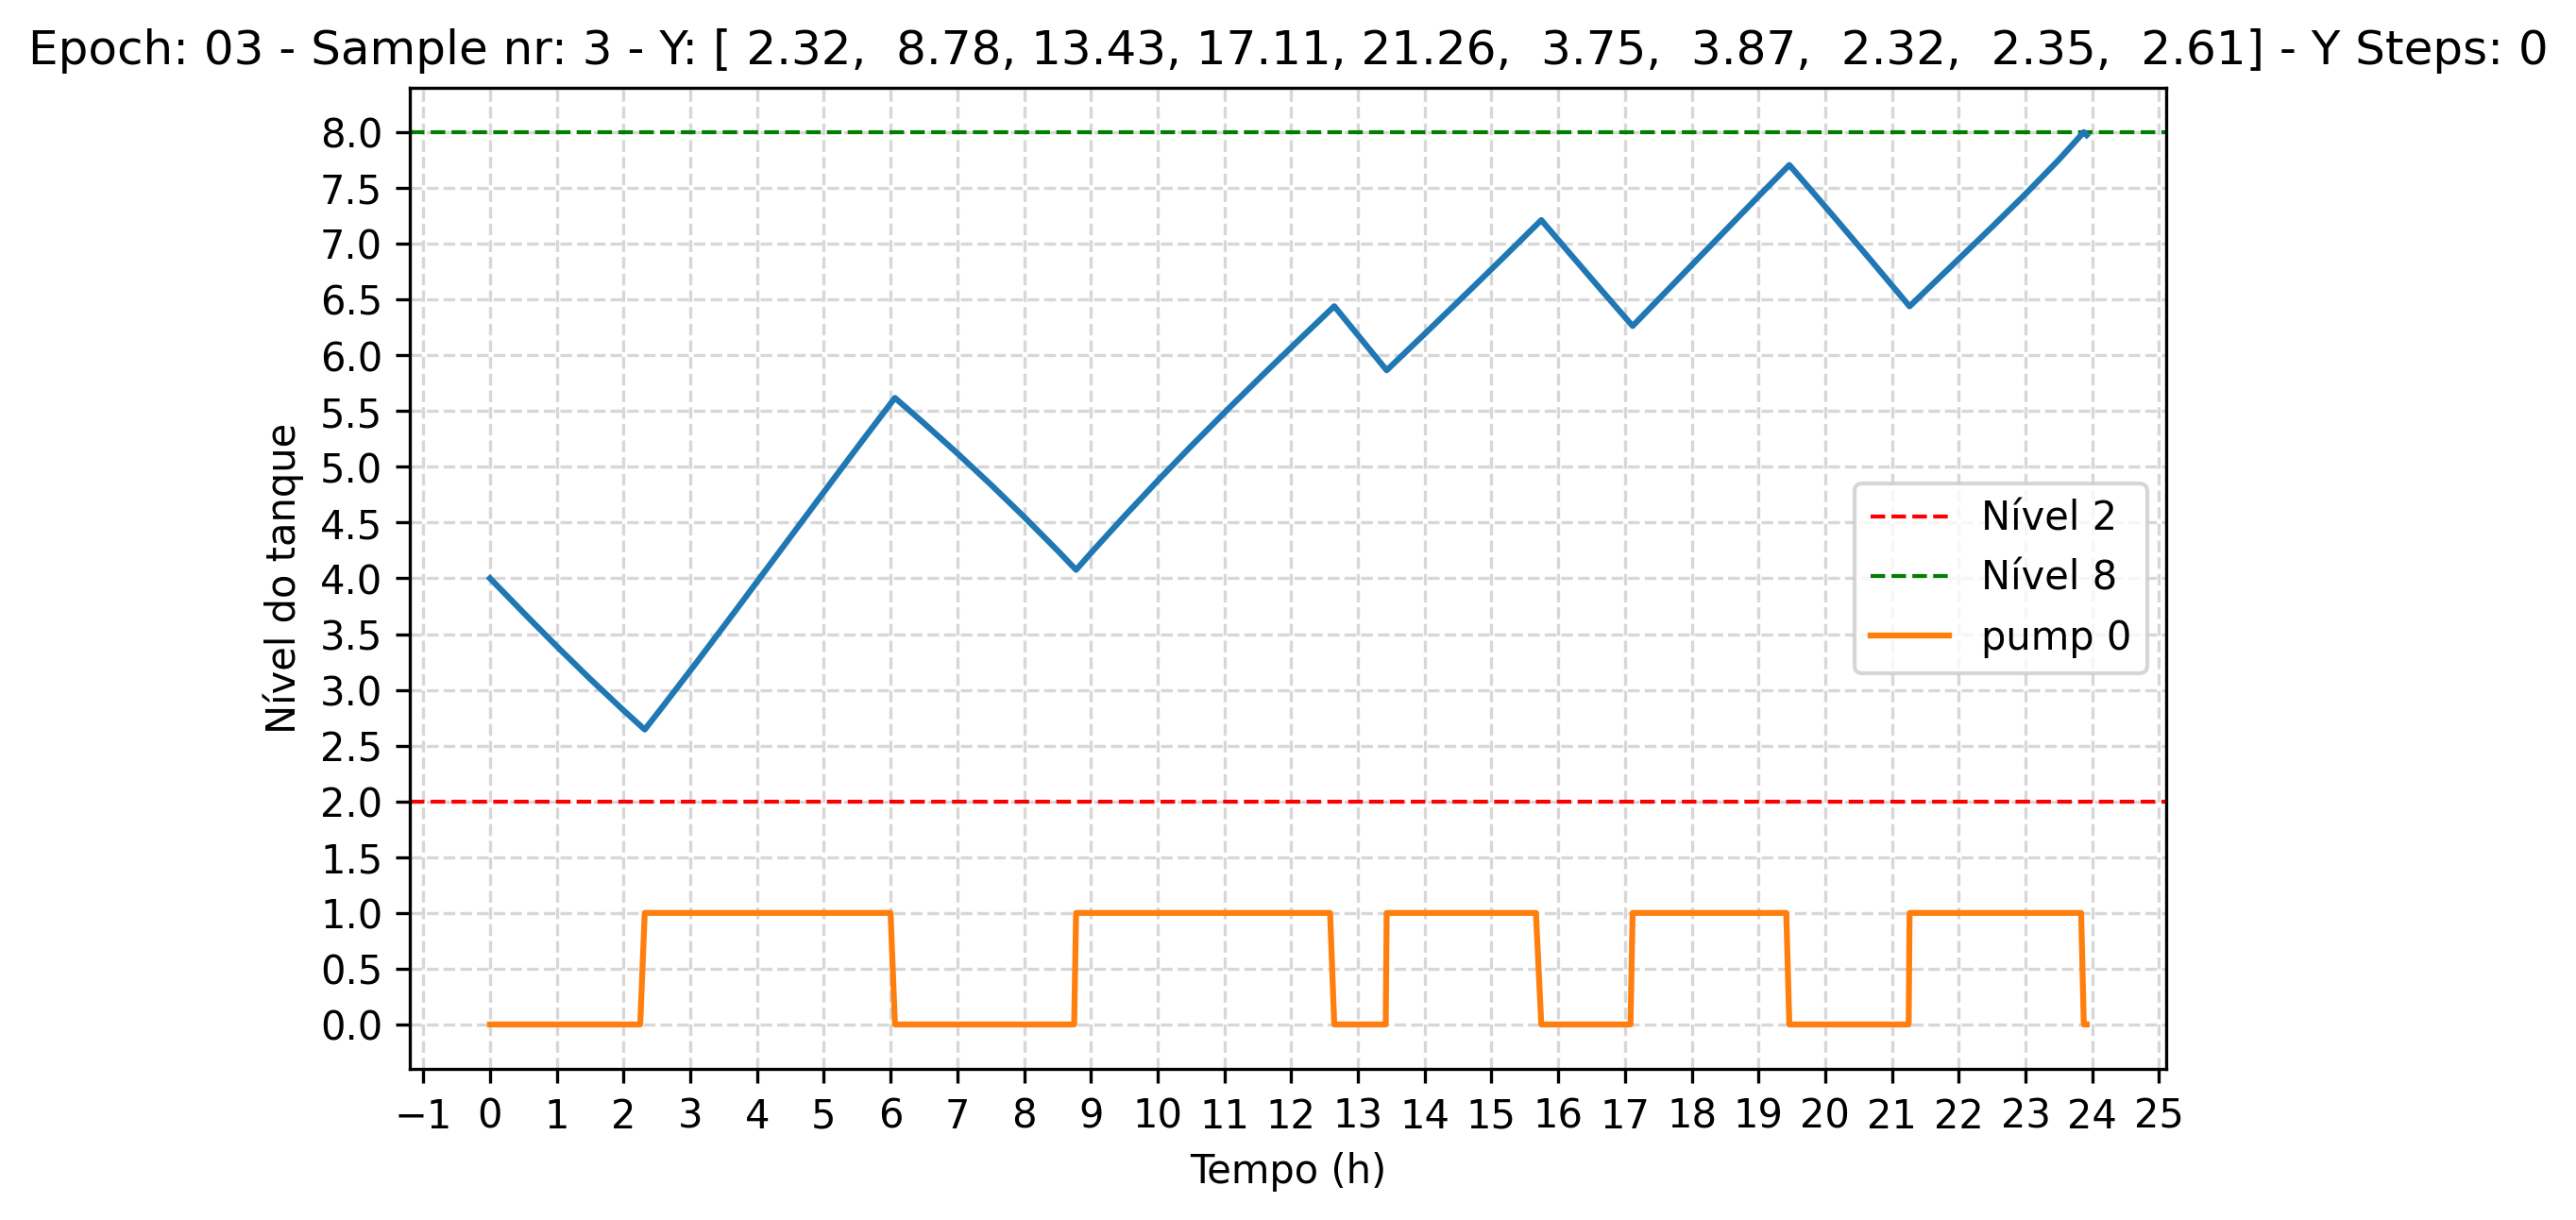 Epoch: 03 - Sample nr: 3 - Y: [ 2.32,  8.78, 13.43, 17.11, 21.26,  3.75,  3.87,  2.32,  2.35,  2.61] - Y Steps: 0
8.0
7.5
7.0
6.5
6.0
5.5
5.0
4.5
4.0
3.5
3.0
2.5
2.0
1.5
1.0
0.5
0.0
Nível do tanque
Nível 2
Nível 8
pump 0
−1 0 1 2 3 4 5 6 7 8 9 10 11 12 13 14 15 16 17 18 19 20 21 22 23 24 25
Tempo (h)